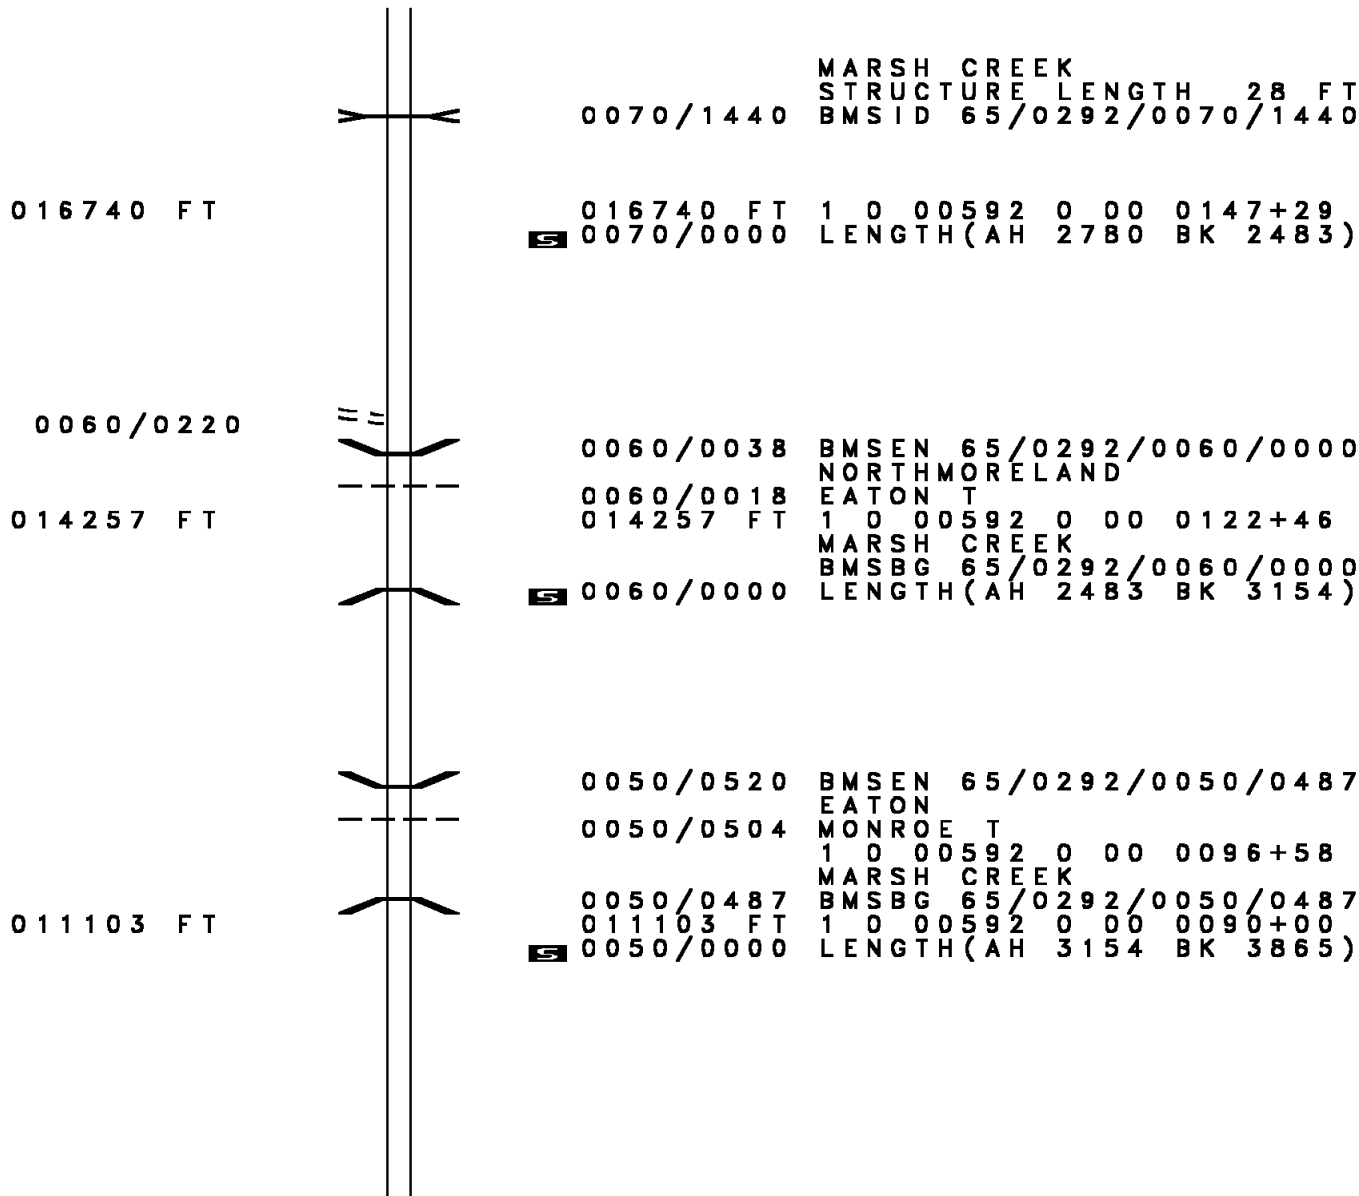 MARSH CREEK
STRUCTURE LENGTH 28 FT
0070/1440 BMSID 65/0292/0070/1440
016740 FT 016740 FT 1 0 00592 0 00 0147+29
S 0070/0000 LENGTH(AH 2780 BK 2483)
0060/0220
0060/0038 BMSEN 65/0292/0060/0000
NORTHMORELAND
0060/0018 EATON T
014257 FT 014257 FT 1 0 00592 0 00 0122+46
MARSH CREEK
BMSBG 65/0292/0060/0000
S 0060/0000 LENGTH(AH 2483 BK 3154)
0050/0520 BMSEN 65/0292/0050/0487
EATON
0050/0504 MONROE T
1 0 00592 0 00 0096+58
MARSH CREEK
0050/0487 BMSBG 65/0292/0050/0487
011103 FT 011103 FT 1 0 00592 0 00 0090+00
S 0050/0000 LENGTH(AH 3154 BK 3865)